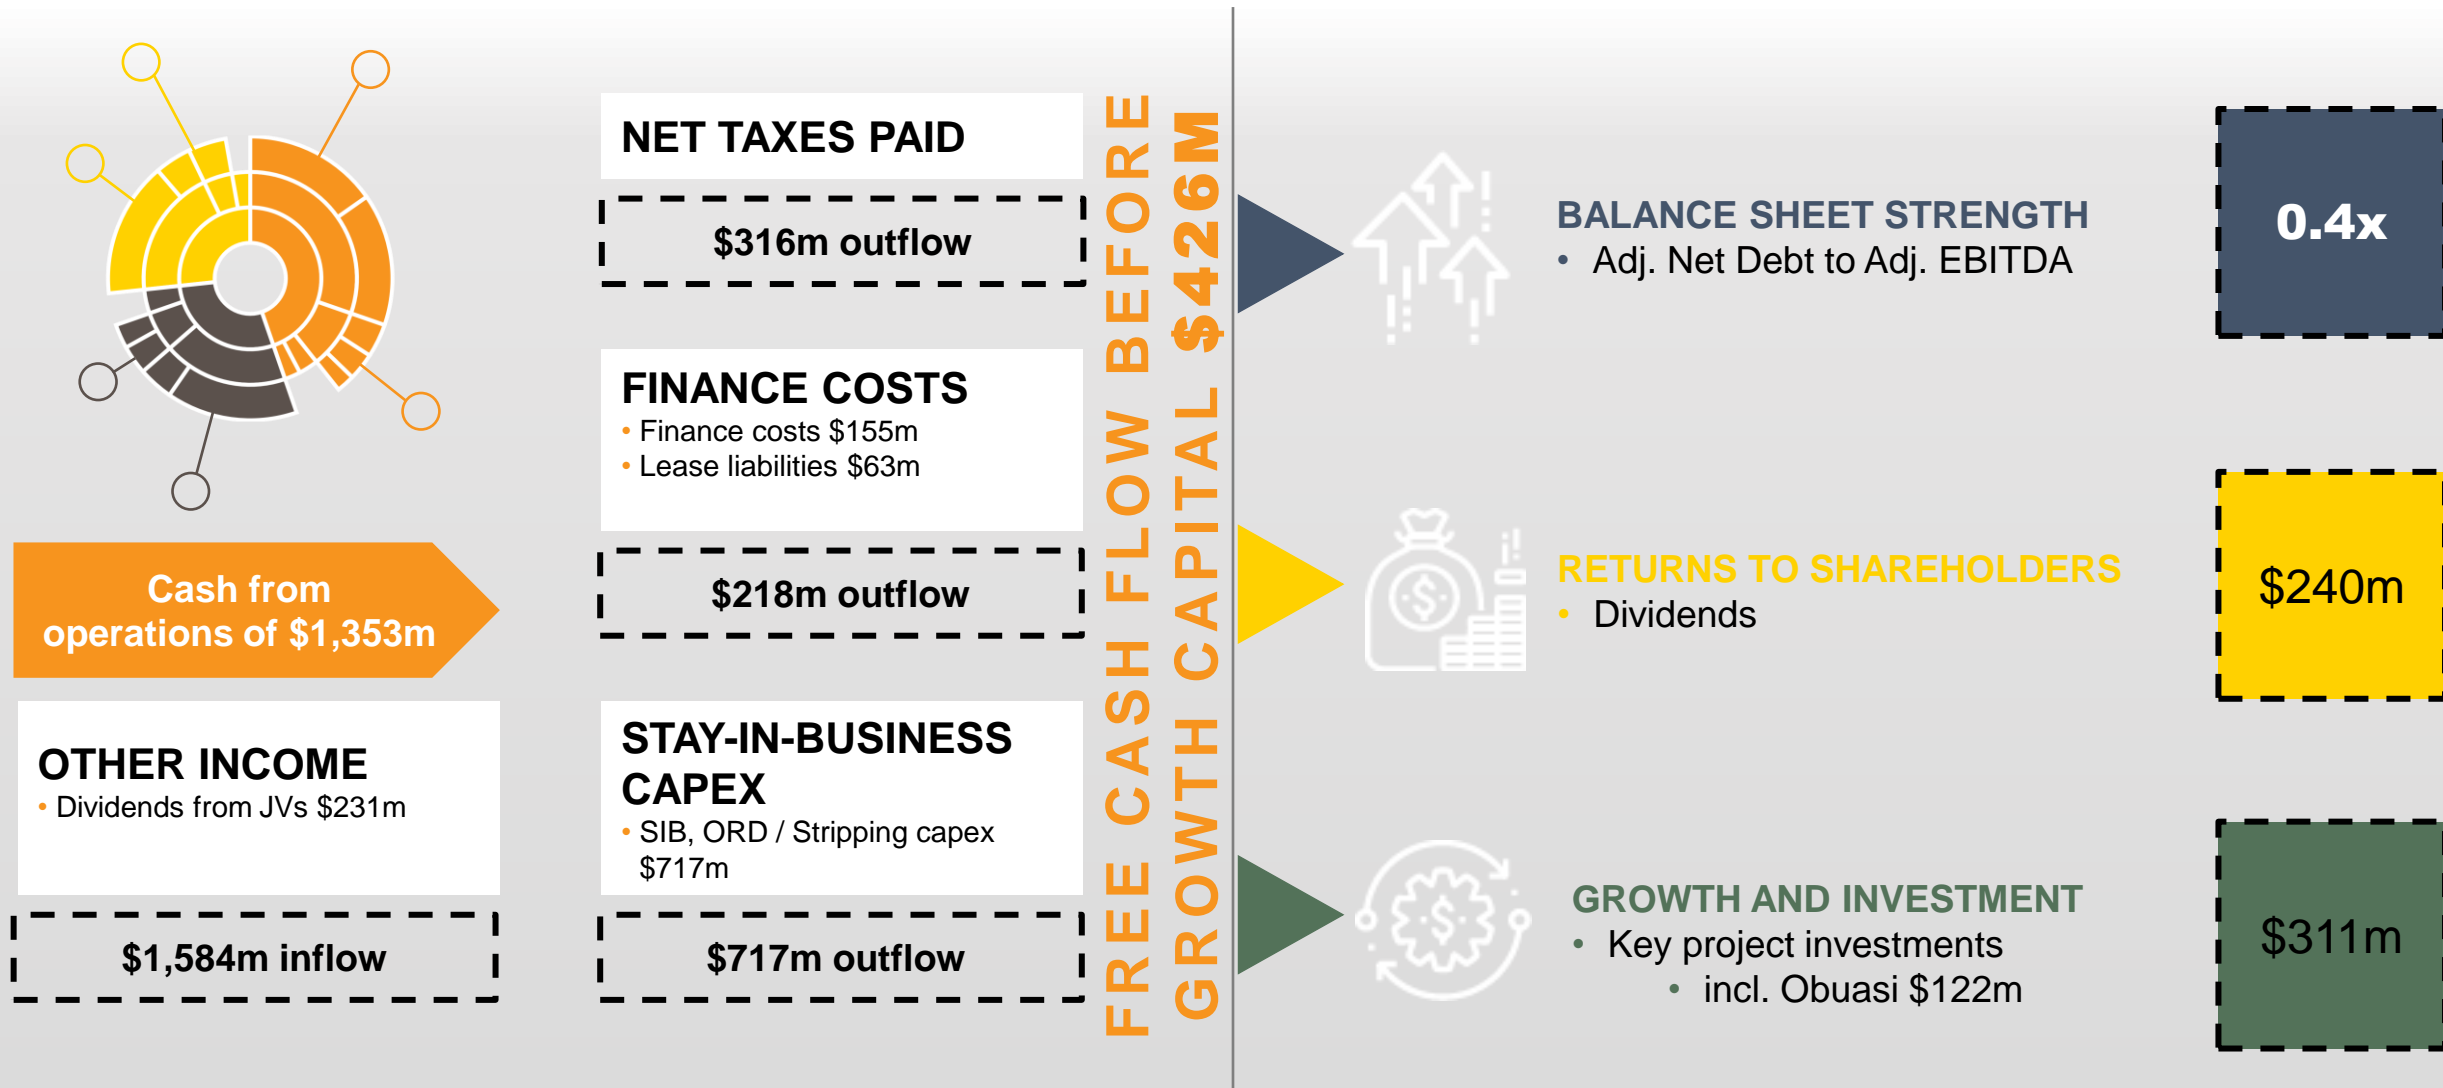 Cash from
operations of $1,353m
OTHER INCOME
• Dividends from JVs $231m
$1,584m inflow
NET TAXES PAID
$316m outflow
FINANCE COSTS
• Finance costs $155m
• Lease liabilities $63m
$218m outflow
STAY-IN-BUSINESS
CAPEX
• SIB, ORD / Stripping capex
$717m
$717m outflow
FREE CASH FLOW BEFORE
GROWTH CAPITAL $426M
BALANCE SHEET STRENGTH
• Adj. Net Debt to Adj. EBITDA
0.4x
RETURNS TO SHAREHOLDERS
• Dividends
$240m
GROWTH AND INVESTMENT
• Key project investments
• incl. Obuasi $122m
$311m